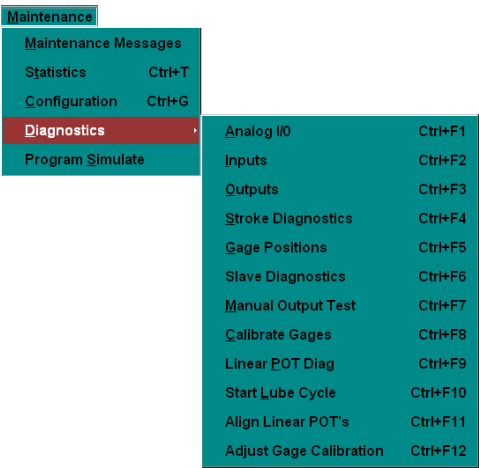 Maintenance
Maintenance Messages
Statistics Ctrl+T
Configuration Ctrl+G
Diagnostics
Program Simulate
Analog I/0 Ctrl+F1
Inputs Ctrl+F2
Outputs Ctrl+F3
Stroke Diagnostics Ctrl+F4
Gage Positions Ctrl+F5
Slave Diagnostics Ctrl+F6
Manual Output Test Ctrl+F7
Calibrate Gages Ctrl+F8
Linear POT Diag Ctrl+F9
Start Lube Cycle Ctrl+F10
Align Linear POT's Ctrl+F11
Adjust Gage Calibration Ctrl+F12